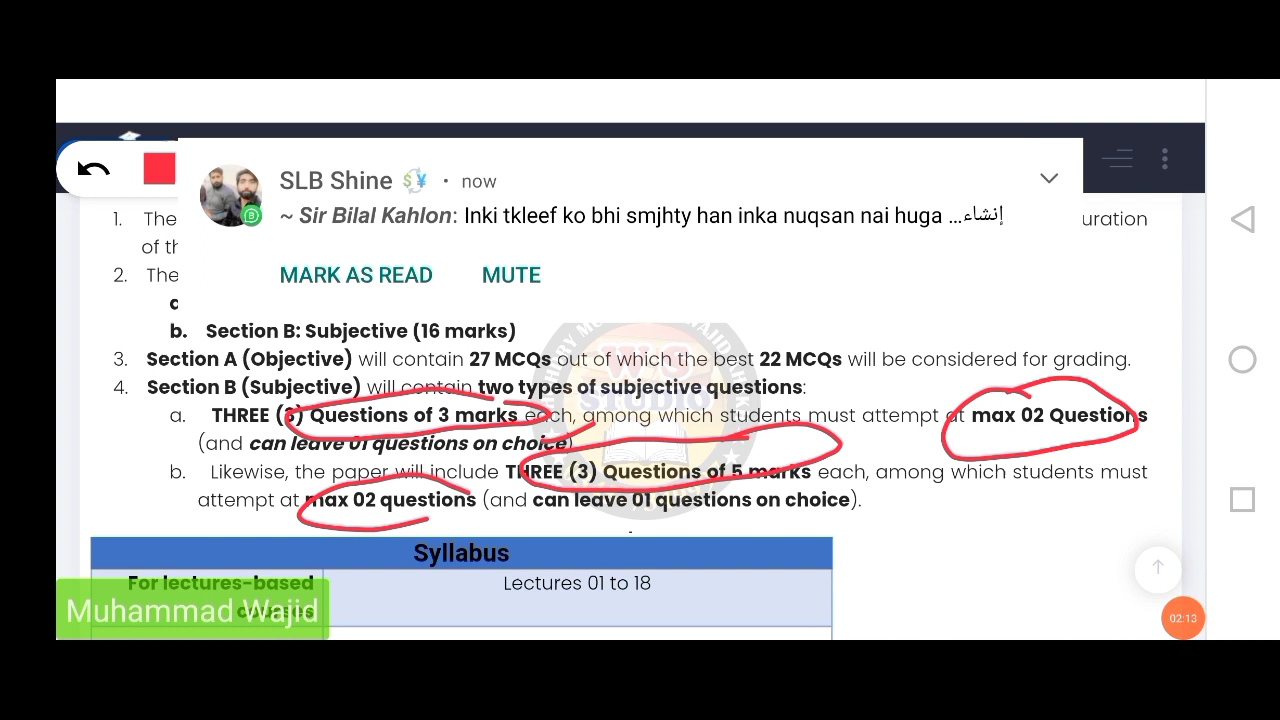 SLB Shine
· now
~ Sir Bilal Kahlon: Inki tkleef ko bhi smjhty han inka nuqsan nai huga ...إنشاء
MARK AS READ MUTE
1. The uration
of th
2. The
a
b. Section B: Subjective (16 marks)
3. Section A (Objective) will contain 27 MCQs out of which the best 22 MCQs will be considered for grading.
4. Section B (Subjective) will contain two types of subjective questions:
a. THREE (3) Questions of 3 marks each, among which students must attempt at max 02 Questions
(and can leave 01 questions on choice)
b. Likewise, the paper will include THREE (3) Questions of 5 marks each, among which students must
attempt at max 02 questions (and can leave 01 questions on choice).
Syllabus
For lectures-based Lectures 01 to 18
courses
Muhammad Wajid
02:13
W G
STUDIO